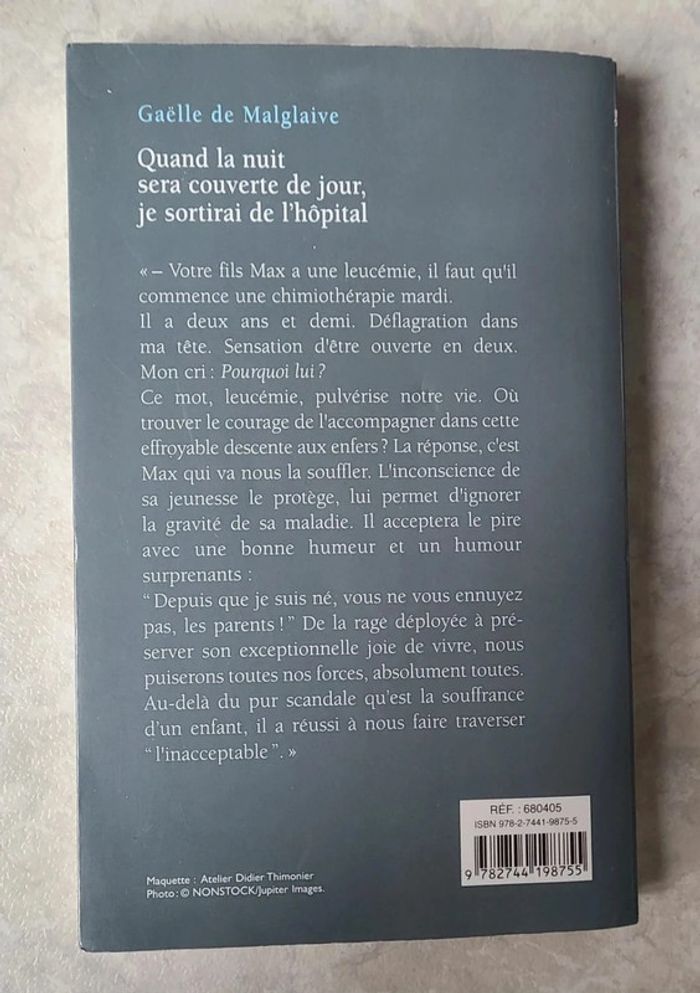 Gaëlle de Malglaive
Quand la nuit
sera couverte de jour,
je sortirai de l'hôpital
« – Votre fils Max a une leucémie, il faut qu'il
commence une chimiothérapie mardi.
Il a deux ans et demi. Déflagration dans
ma tête. Sensation d'être ouverte en deux.
Mon cri : Pourquoi lui ?
Ce mot, leucémie, pulvérise notre vie. Où
trouver le courage de l'accompagner dans cette
effroyable descente aux enfers ? La réponse, c'est
Max qui va nous la souffler. L'inconscience de
sa jeunesse le protège, lui permet d'ignorer
la gravité de sa maladie. Il acceptera le pire
avec une bonne humeur et un humour
surprenants :
“ Depuis que je suis né, vous ne vous ennuyez
pas, les parents ! ” De la rage déployée à pré-
server son exceptionnelle joie de vivre, nous
puiserons toutes nos forces, absolument toutes.
Au-delà du pur scandale qu'est la souffrance
d'un enfant, il a réussi à nous faire traverser
“ l'inacceptable ”. »
RÉF. : 680405
ISBN 978-2-7441-9875-5
9 782744 198755
Maquette : Atelier Didier Thimonier
Photo : © NONSTOCK/Jupiter Images.